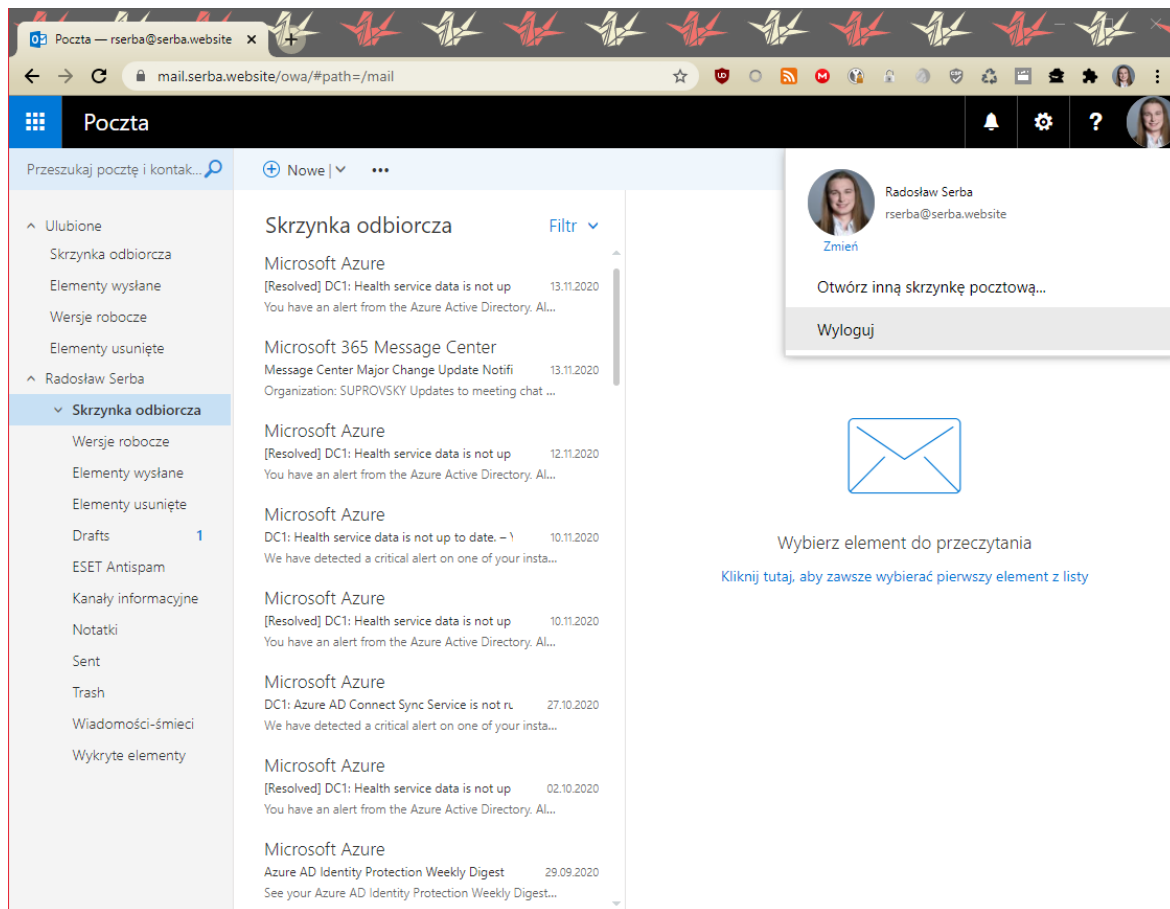 Poczta — rserba@serba.website
mail.serba.website/owa/#path=/mail
Poczta
?
Przeszukaj pocztę i kontak...
Nowe
Ulubione
Skrzynka odbiorcza
Elementy wysłane
Wersje robocze
Elementy usunięte
Radosław Serba
Skrzynka odbiorcza
Wersje robocze
Elementy wysłane
Elementy usunięte
Drafts 1
ESET Antispam
Kanały informacyjne
Notatki
Sent
Trash
Wiadomości-śmieci
Wykryte elementy
Skrzynka odbiorcza Filtr
Microsoft Azure
[Resolved] DC1: Health service data is not up 13.11.2020
You have an alert from the Azure Active Directory. Al...
Microsoft 365 Message Center
Message Center Major Change Update Notifi 13.11.2020
Organization: SUPROVSKY Updates to meeting chat ...
Microsoft Azure
[Resolved] DC1: Health service data is not up 12.11.2020
You have an alert from the Azure Active Directory. Al...
Microsoft Azure
DC1: Health service data is not up to date. – 10.11.2020
We have detected a critical alert on one of your insta...
Microsoft Azure
[Resolved] DC1: Health service data is not up 10.11.2020
You have an alert from the Azure Active Directory. Al...
Microsoft Azure
DC1: Azure AD Connect Sync Service is not 27.10.2020
We have detected a critical alert on one of your insta...
Microsoft Azure
[Resolved] DC1: Health service data is not up 02.10.2020
You have an alert from the Azure Active Directory. Al...
Microsoft Azure
Azure AD Identity Protection Weekly Digest 29.09.2020
See your Azure AD Identity Protection Weekly Digest...
Radosław Serba
rserba@serba.website
Zmień
Otwórz inną skrzynkę pocztową...
Wyloguj
Wybierz element do przeczytania
Kliknij tutaj, aby zawsze wybierać pierwszy element z listy